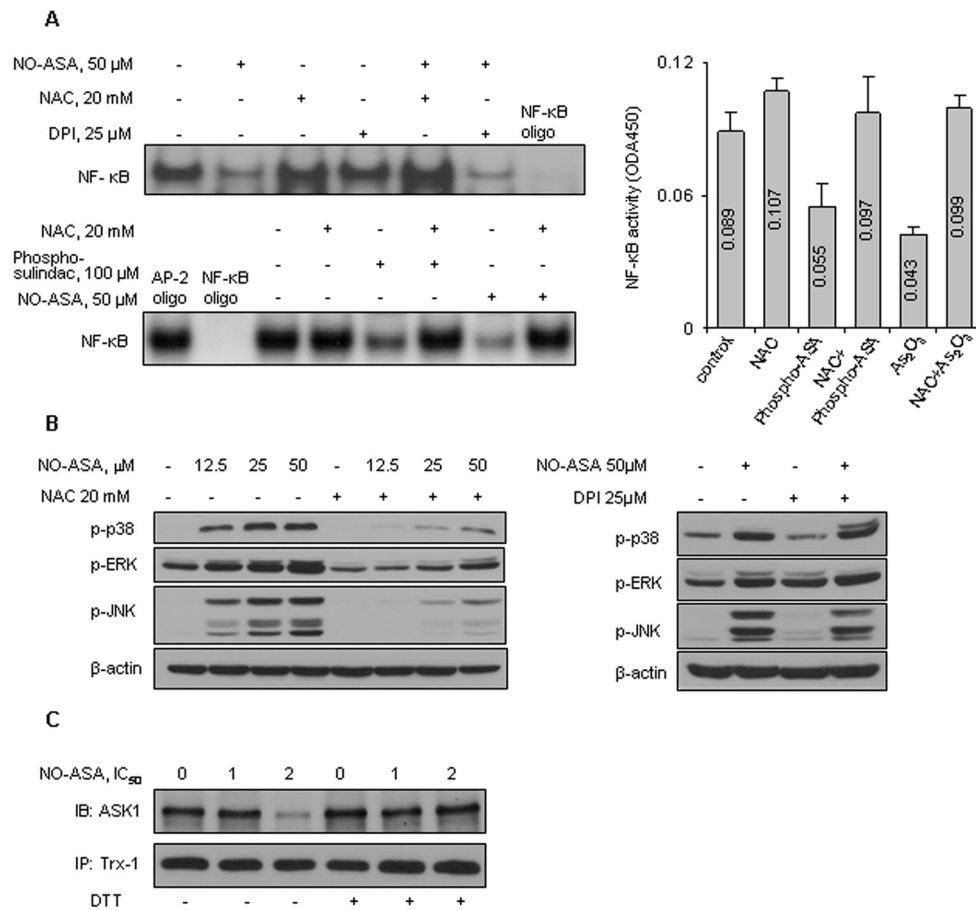 A
NO-ASA, 50 µM - + - - + +
NAC, 20 mM - - + - + -
DPI, 25 µM - - - + - + NF-κB oligo
NF- κB
NAC, 20 mM - + - + - +
Phospho-
sulindac, 100 µM - - + + - -
AP-2 oligo NF-κB oligo
NO-ASA, 50 µM - - - - + +
NF-κB
NF-κB activity (ODA450)
0.12
0.06
0
0.089
0.107
0.055
0.097
0.043
0.099
control
NAC
Phospho-ASA
NAC+
Phospho-ASA
As₂O₃
NAC+As₂O₃
B
NO-ASA, µM - 12.5 25 50 - 12.5 25 50
NAC 20 mM - - - - + + + +
p-p38
p-ERK
p-JNK
β-actin
NO-ASA 50µM - + - +
DPI 25µM - - + +
p-p38
p-ERK
p-JNK
β-actin
C
NO-ASA, IC₅₀ 0 1 2 0 1 2
IB: ASK1
IP: Trx-1
DTT - - - + + +